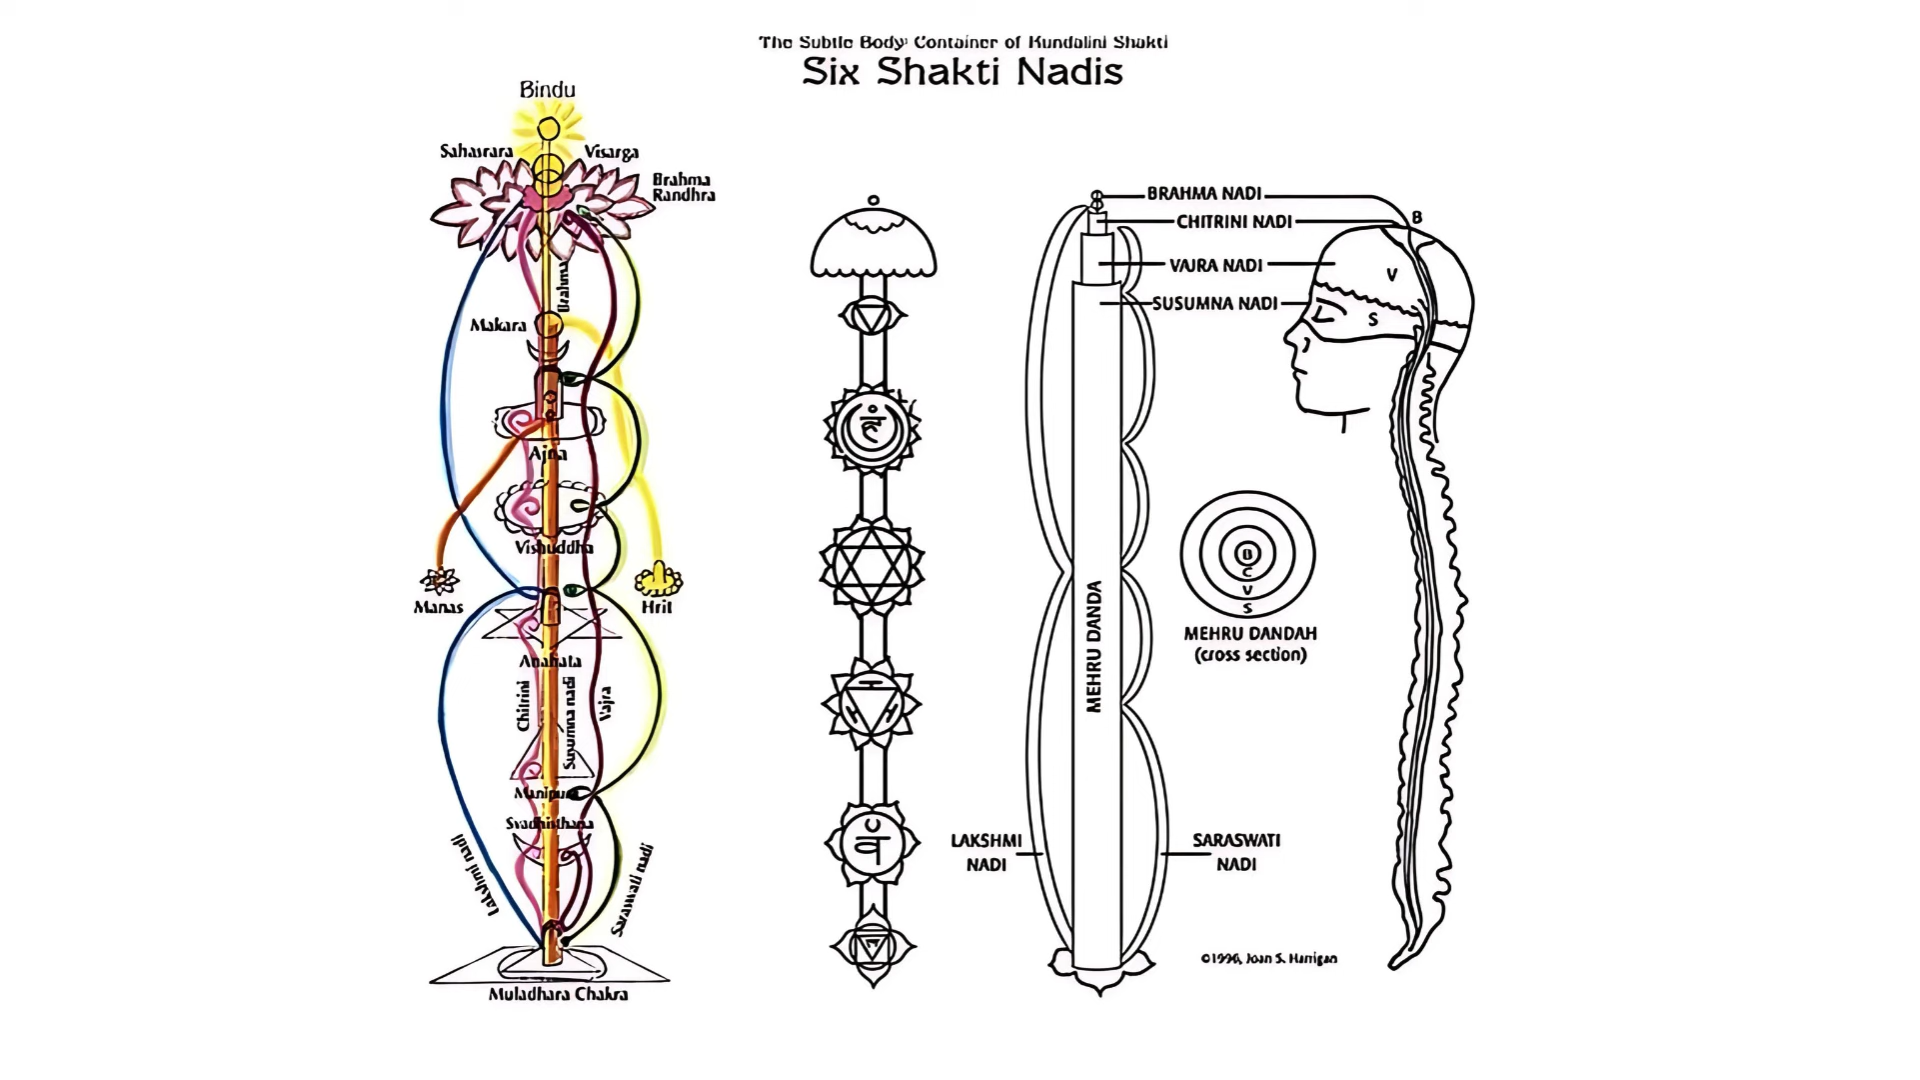 The Subtle Body: Container of Kundalini Shakti
Six Shakti Nadis
Bindu
Sahasrara
Visarga
Brahma
Randhra
Brahma
Makara
Ajna
Vishuddha
Manas
Hrit
Anahata
Chitrini
Susumna nadi
Vajra
Manipura
Svadhisthana
Lakshmi nadi
Saraswati nadi
Muladhara Chakra
BRAHMA NADI
CHITRINI NADI
VAJRA NADI
SUSUMNA NADI
B
V
S
MEHRU DANDA
B
C
V
S
MEHRU DANDAH
(cross section)
LAKSHMI
NADI
SARASWATI
NADI
©1996, Joan S. Harrigan